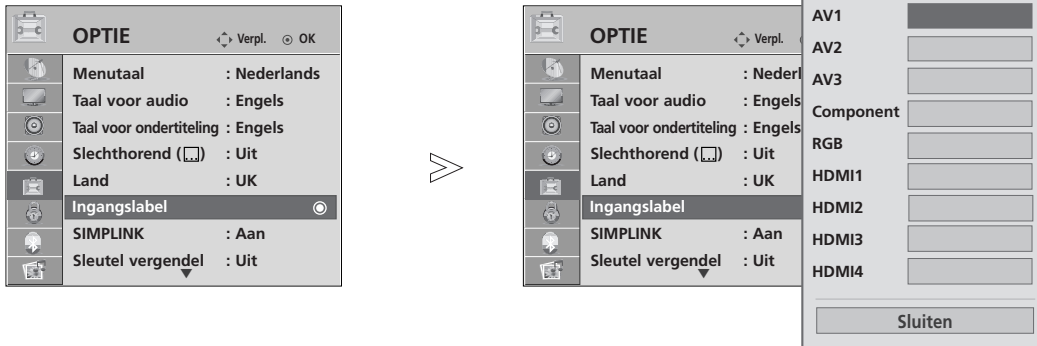 OPTIE Verpl. OK
Menutaal : Nederlands
Taal voor audio : Engels
Taal voor ondertiteling : Engels
Slechthorend ( ) : Uit
Land : UK
Ingangslabel
SIMPLINK : Aan
Sleutel vergendel : Uit
>
OPTIE Verpl.
Menutaal : Nederl
Taal voor audio : Engels
Taal voor ondertiteling : Engels
Slechthorend ( ) : Uit
Land : UK
Ingangslabel
SIMPLINK : Aan
Sleutel vergendel : Uit
AV1
AV2
AV3
Component
RGB
HDMI1
HDMI2
HDMI3
HDMI4
Sluiten